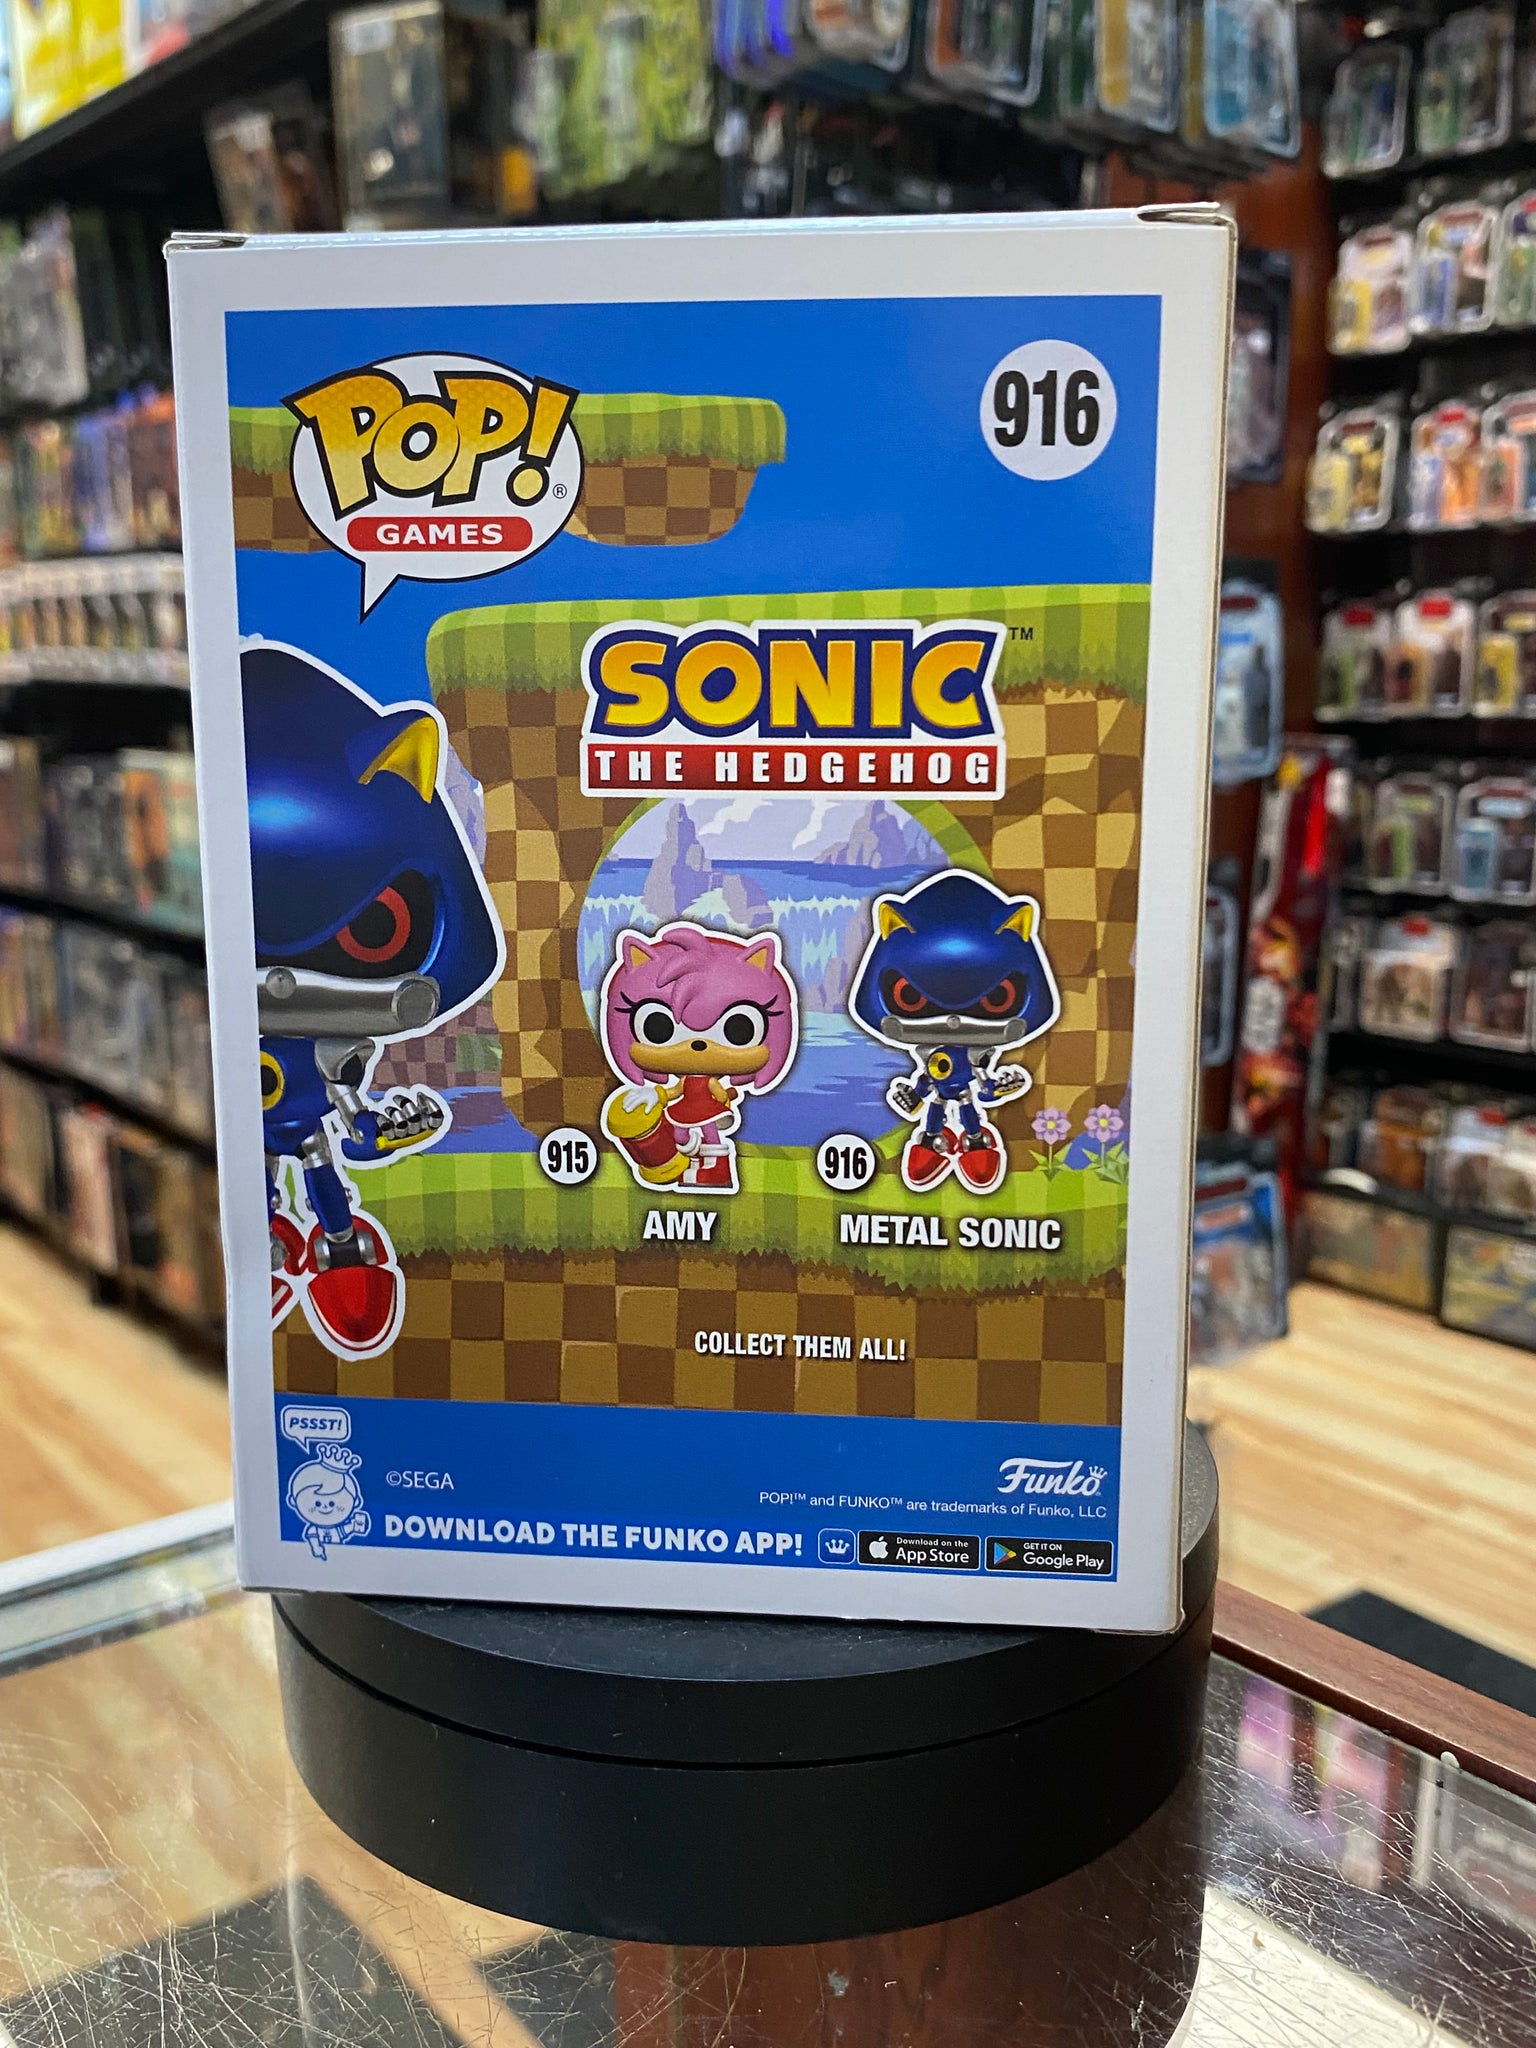 POP!®
GAMES
916
SONIC™
THE HEDGEHOG
915
AMY
916
METAL SONIC
COLLECT THEM ALL!
PSSST!
©SEGA
Funko
POP!™ and FUNKO™ are trademarks of Funko, LLC
DOWNLOAD THE FUNKO APP!
Download on the
App Store
GET IT ON
Google Play